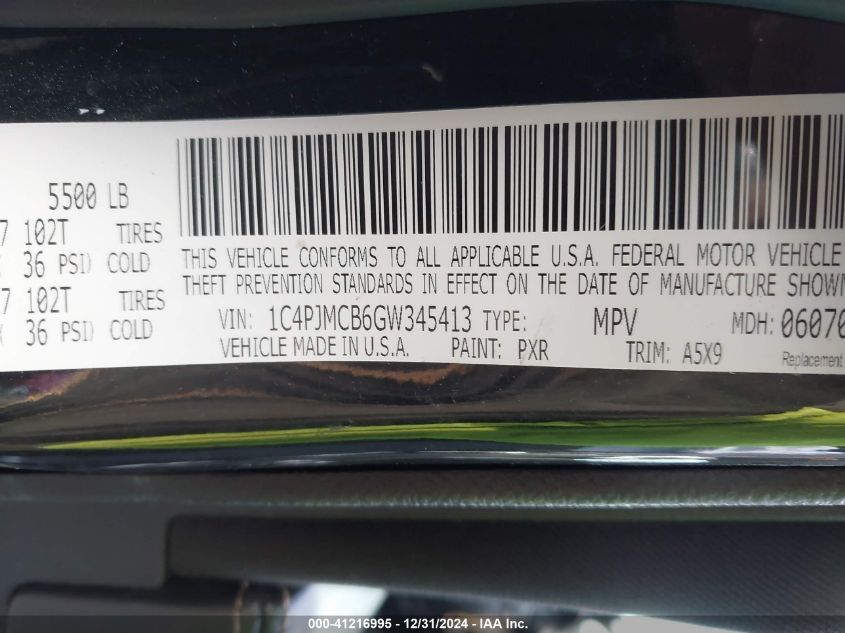 5500 LB
7 102T TIRES
36 PSI) COLD
7 102T TIRES
36 PSI) COLD
THIS VEHICLE CONFORMS TO ALL APPLICABLE U.S.A. FEDERAL MOTOR VEHICLE
THEFT PREVENTION STANDARDS IN EFFECT ON THE DATE OF MANUFACTURE SHOWN
VIN: 1C4PJMCB6GW345413 TYPE: MPV MDH: 06070
VEHICLE MADE IN U.S.A. PAINT: PXR TRIM: A5X9
Replacement
000-41216995 - 12/31/2024 - IAA Inc.